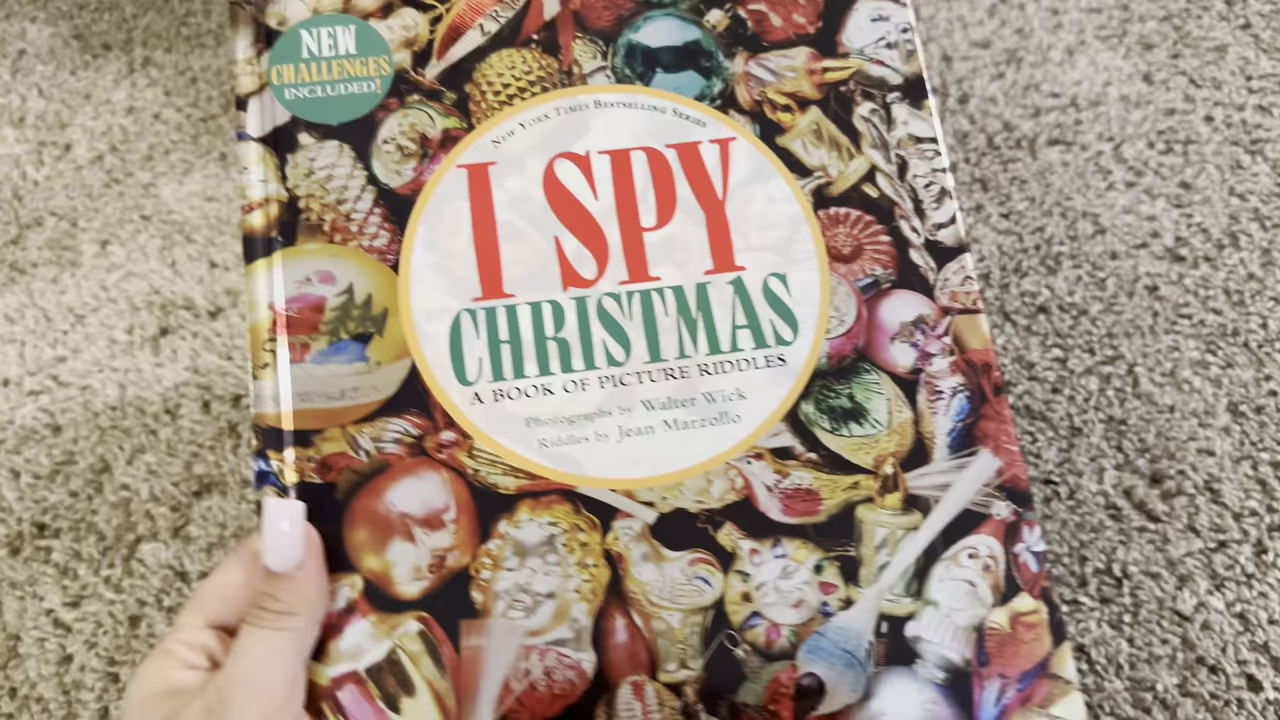 NEW
CHALLENGES
INCLUDED!
NEW YORK TIMES BESTSELLING SERIES
I SPY
CHRISTMAS
A BOOK OF PICTURE RIDDLES
Photographs by Walter Wick
Riddles by Jean Marzollo